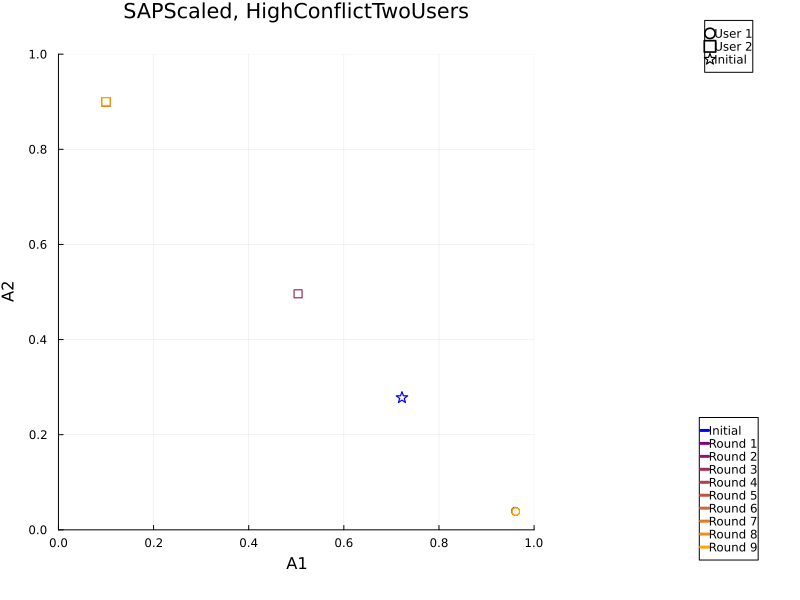 SAPScaled, HighConflictTwoUsers
User 1
User 2
Initial
1.0
0.8
0.6
0.4
0.2
0.0
A2
0.0 0.2 0.4 0.6 0.8 1.0
A1
Initial
Round 1
Round 2
Round 3
Round 4
Round 5
Round 6
Round 7
Round 8
Round 9